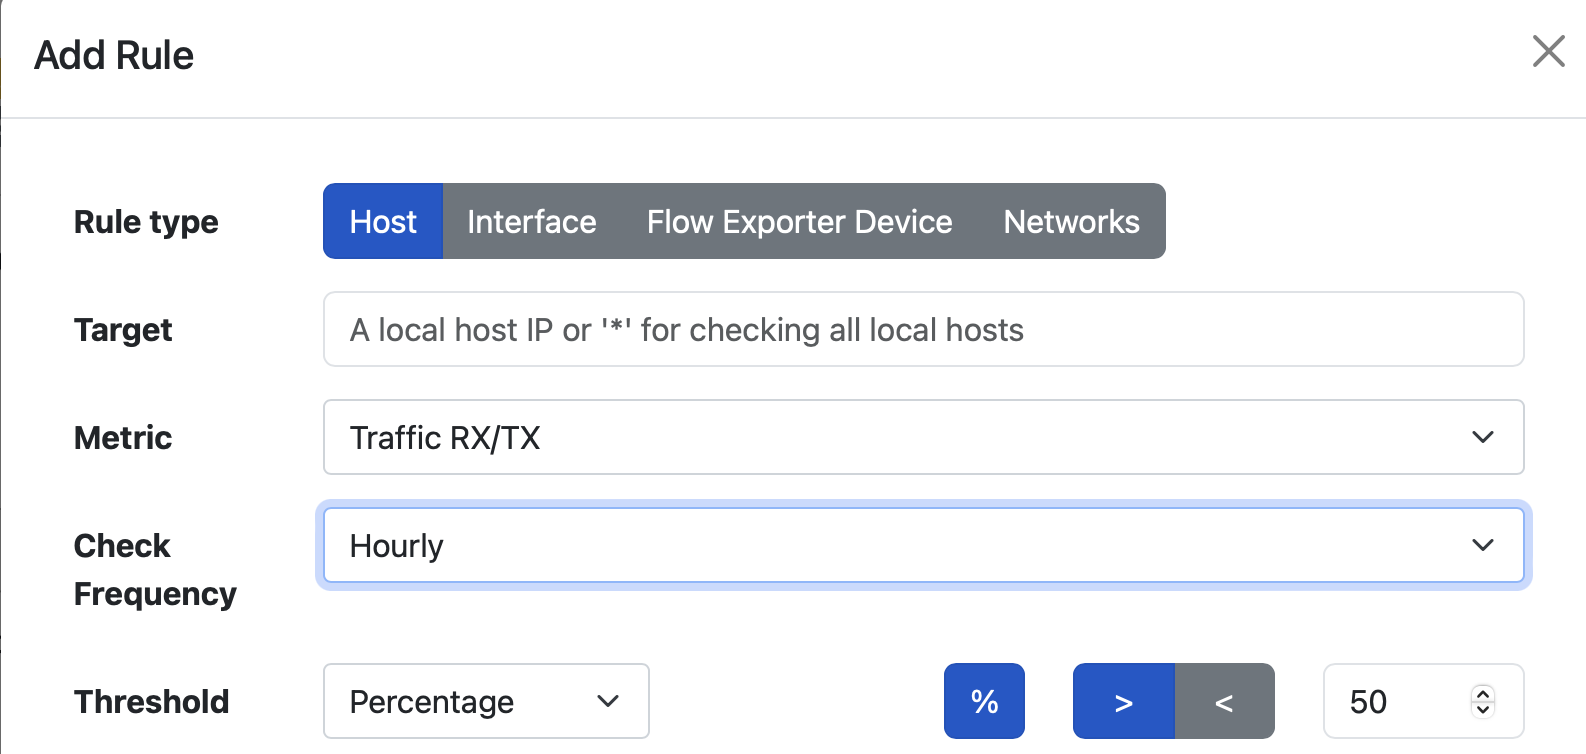 Add Rule
Rule type
Host Interface Flow Exporter Device Networks
Target
A local host IP or '*' for checking all local hosts
Metric
Traffic RX/TX
Check
Frequency
Hourly
Threshold
Percentage % > < 50